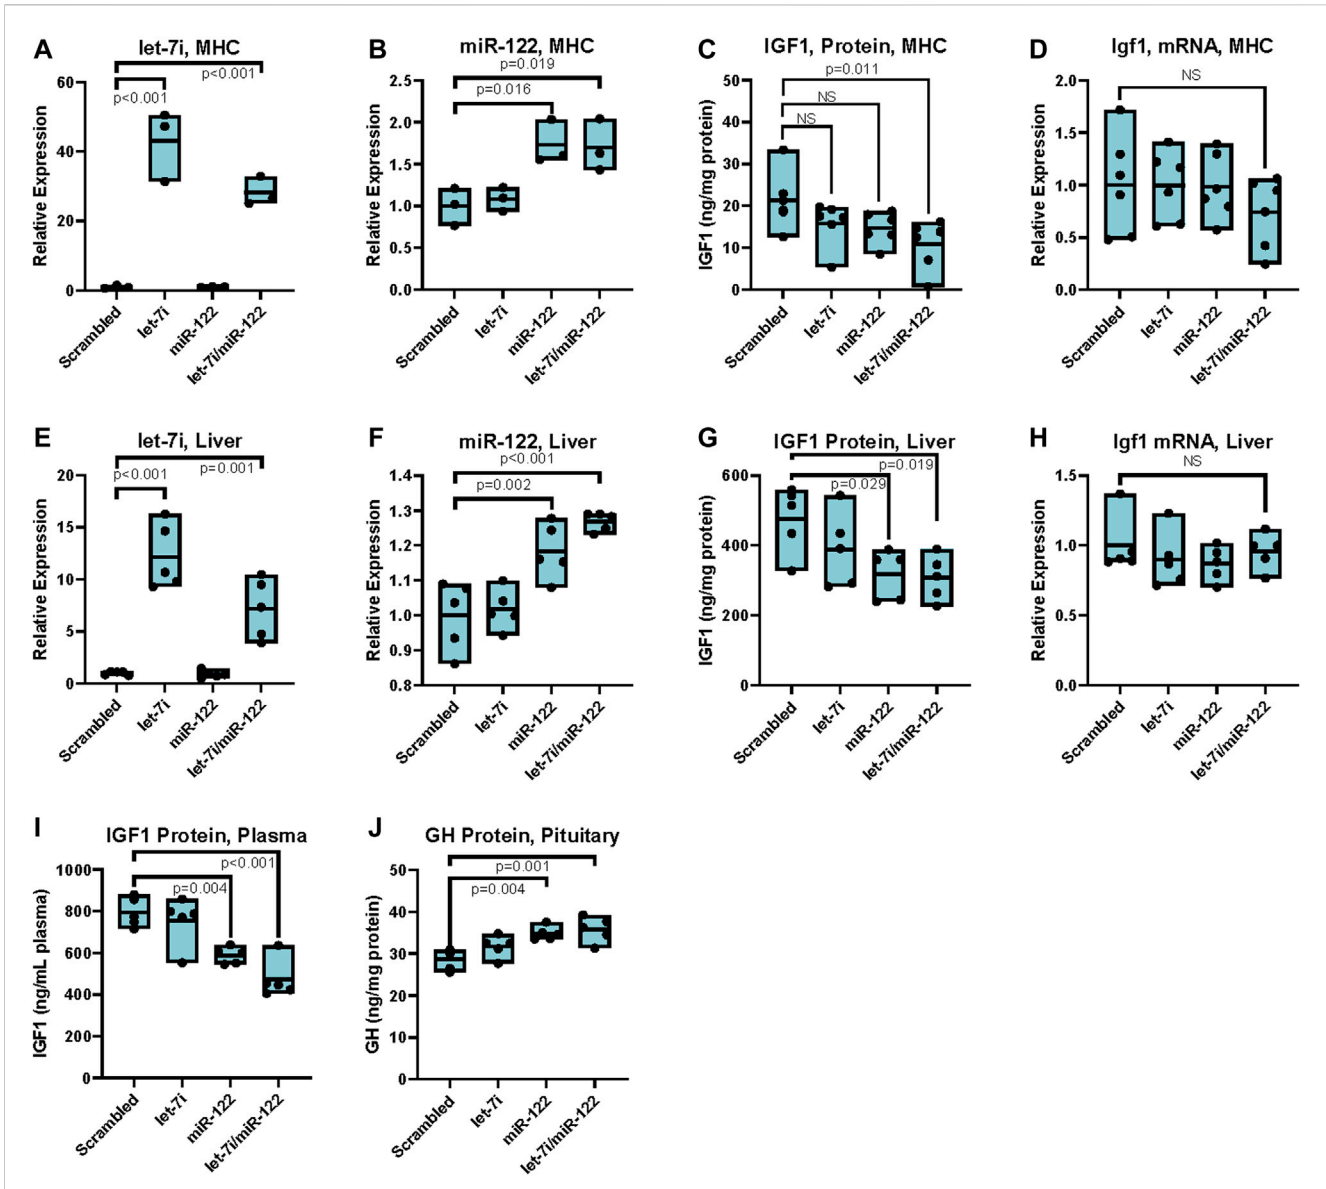 A
let-7i, MHC
p<0.001
p<0.001
Relative Expression
60
40
20
0
Scrambled
let-7i
miR-122
let-7i/miR-122
B
miR-122, MHC
p=0.019
p=0.016
Relative Expression
2.5
2.0
1.5
1.0
0.5
0.0
Scrambled
let-7i
miR-122
let-7i/miR-122
C
IGF1, Protein, MHC
p=0.011
NS
NS
IGF1 (ng/mg protein)
50
40
30
20
10
0
Scrambled
let-7i
miR-122
let-7i/miR-122
D
Igf1, mRNA, MHC
NS
Relative Expression
2.0
1.5
1.0
0.5
0.0
Scrambled
let-7i
miR-122
let-7i/miR-122
E
let-7i, Liver
p=0.001
p<0.001
Relative Expression
20
15
10
5
0
Scrambled
let-7i
miR-122
let-7i/miR-122
F
miR-122, Liver
p<0.001
p=0.002
Relative Expression
1.4
1.3
1.2
1.1
1.0
0.9
0.8
Scrambled
let-7i
miR-122
let-7i/miR-122
G
IGF1 Protein, Liver
p=0.019
p=0.029
IGF1 (ng/mg protein)
600
400
200
0
Scrambled
let-7i
miR-122
let-7i/miR-122
H
Igf1 mRNA, Liver
NS
Relative Expression
1.5
1.0
0.5
0.0
Scrambled
let-7i
miR-122
let-7i/miR-122
I
IGF1 Protein, Plasma
p<0.001
p=0.004
IGF1 (ng/mL plasma)
1000
800
600
400
200
0
Scrambled
let-7i
miR-122
let-7i/miR-122
J
GH Protein, Pituitary
p=0.001
p=0.004
GH (ng/mg protein)
50
40
30
20
10
0
Scrambled
let-7i
miR-122
let-7i/miR-122